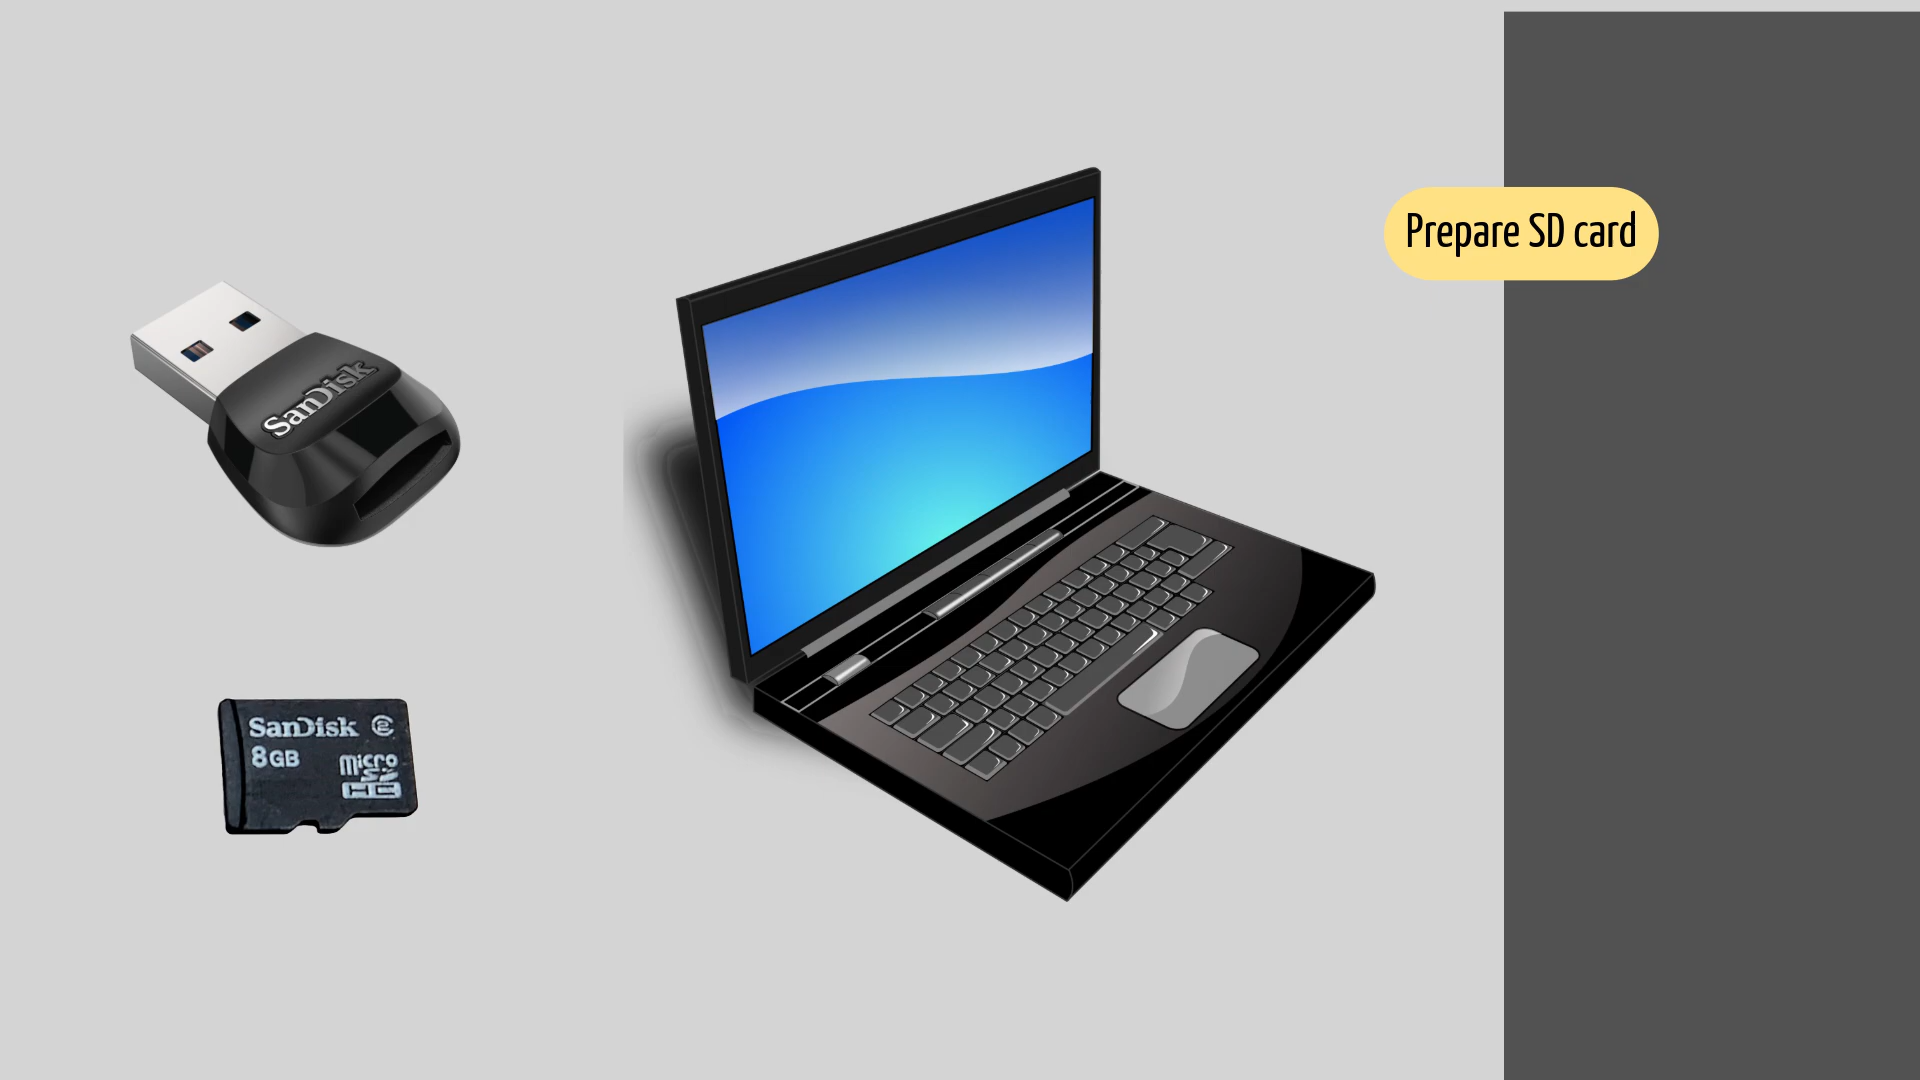 Prepare SD card
SanDisk
SanDisk
8GB
micro
SD
HC